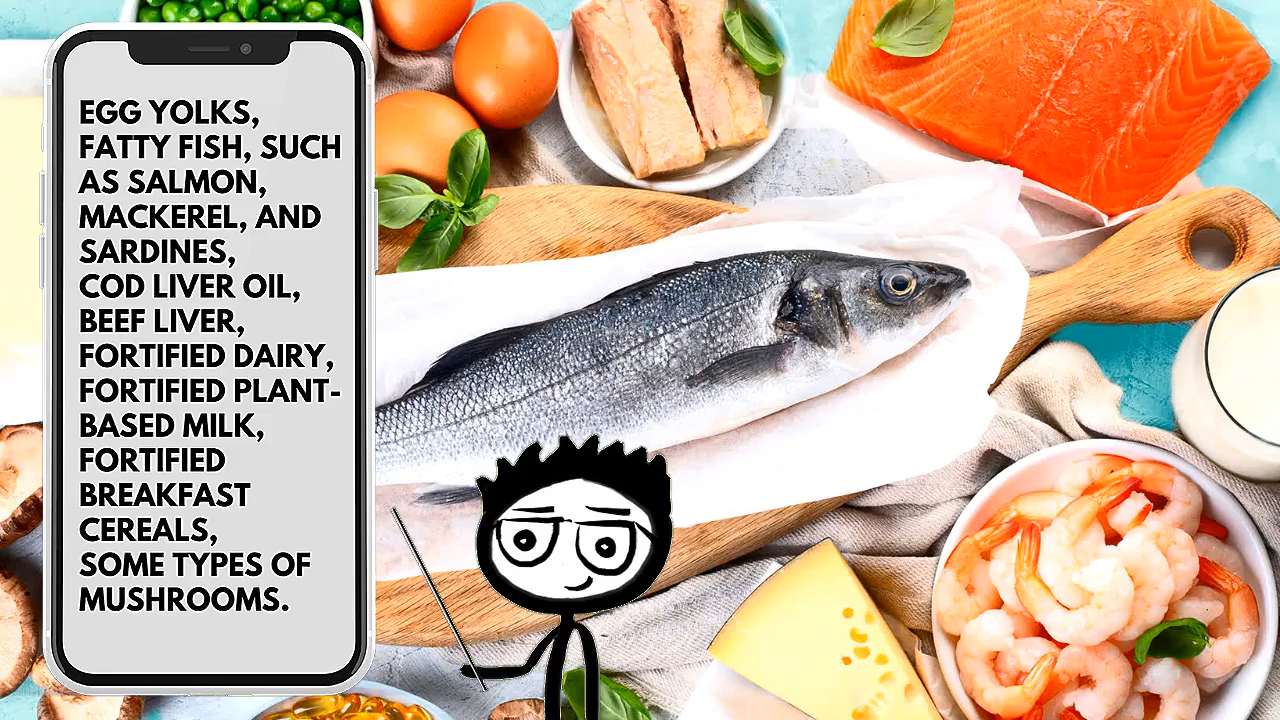 EGG YOLKS,
FATTY FISH, SUCH
AS SALMON,
MACKEREL, AND
SARDINES,
COD LIVER OIL,
BEEF LIVER,
FORTIFIED DAIRY,
FORTIFIED PLANT-
BASED MILK,
FORTIFIED
BREAKFAST
CEREALS,
SOME TYPES OF
MUSHROOMS.